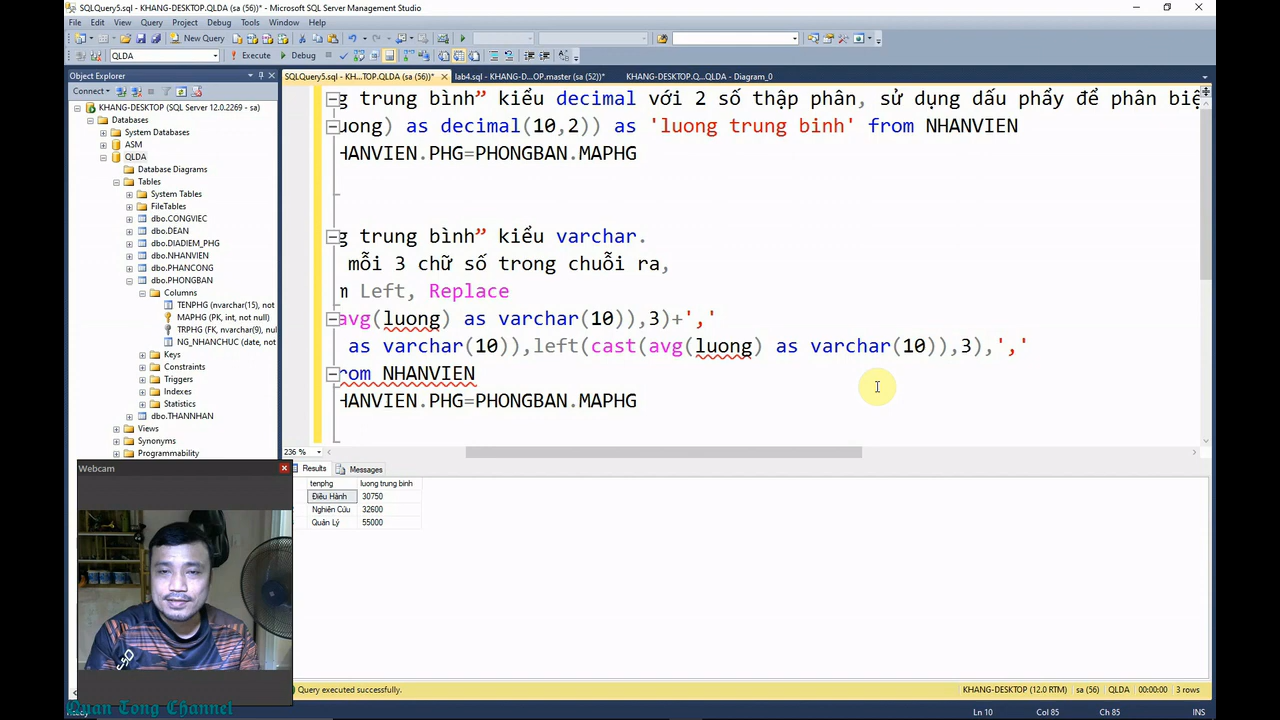 SQLQuery5.sql - KHANG-DESKTOP.QLDA (sa (56))* - Microsoft SQL Server Management Studio
File Edit View Query Project Debug Tools Window Help
New Query
QLDA
Execute
Debug
Object Explorer
SQLQuery5.sql - KH...TOP.QLDA (sa (56))*
lab4.sql - KHANG-D...OP.master (sa (52))*
KHANG-DESKTOP.Q...QLDA - Diagram_0
Connect
KHANG-DESKTOP (SQL Server 12.0.2269 - sa)
Databases
System Databases
ASM
QLDA
Database Diagrams
Tables
System Tables
FileTables
dbo.CONGVIEC
dbo.DEAN
dbo.DIADIEM_PHG
dbo.NHANVIEN
dbo.PHANCONG
dbo.PHONGBAN
Columns
TENPHG (nvarchar(15), not
MAPHG (PK, int, not null)
TRPHG (FK, nvarchar(9), not
NG_NHANCHUC (date, not
Keys
Constraints
Triggers
Indexes
Statistics
dbo.THANNHAN
Views
Synonyms
Programmability
g trung bình” kiểu decimal với 2 số thập phân, sử dụng dấu phẩy để phân biệ
uong) as decimal(10,2)) as 'luong trung binh' from NHANVIEN
HANVIEN.PHG=PHONGBAN.MAPHG
g trung bình” kiểu varchar.
mỗi 3 chữ số trong chuỗi ra,
m Left, Replace
avg(luong) as varchar(10)),3)+','
as varchar(10)),left(cast(avg(luong) as varchar(10)),3),','
rom NHANVIEN
HANVIEN.PHG=PHONGBAN.MAPHG
236 %
Webcam
Results
Messages
tenphg luong trung binh
Điều Hành 30750
Nghiên Cứu 32600
Quản Lý 55000
Query executed successfully.
KHANG-DESKTOP (12.0 RTM) sa (56) QLDA 00:00:00 3 rows
Quan Tong Channel
Ready
Ln 10 Col 85 Ch 85 INS